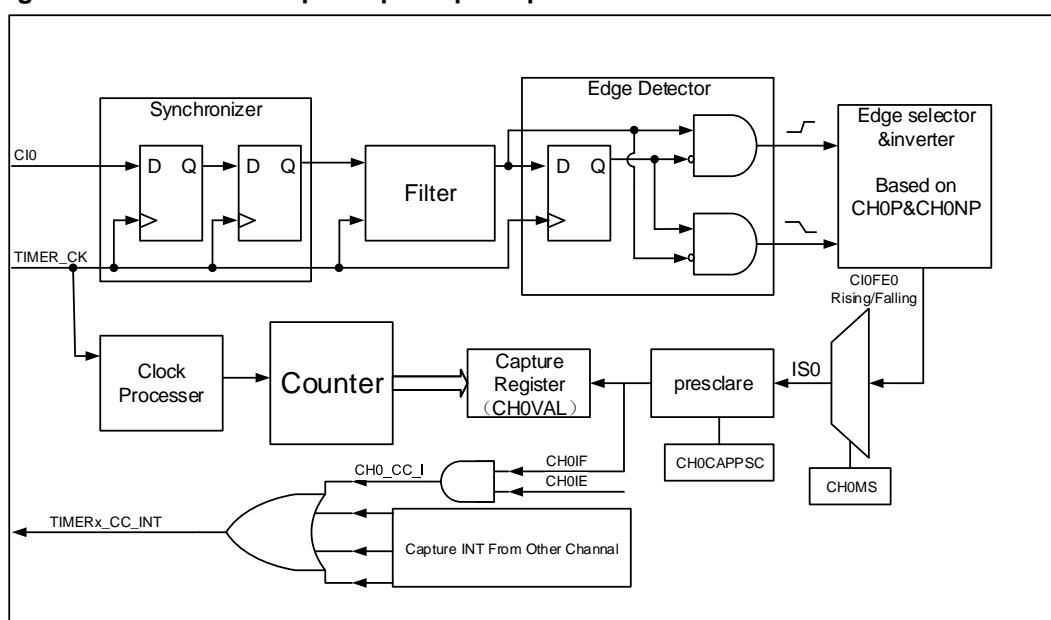 Synchronizer
Edge Detector
CI0
D Q
D Q
Filter
D Q
Edge selector
&inverter
Based on
CH0P&CH0NP
TIMER_CK
CI0FE0
Rising/Falling
Clock
Processer
Counter
Capture
Register
（CH0VAL）
presclare
IS0
CH0CAPPSC
CH0MS
CH0_CC_I
CH0IF
CH0IE
TIMERx_CC_INT
Capture INT From Other Channel